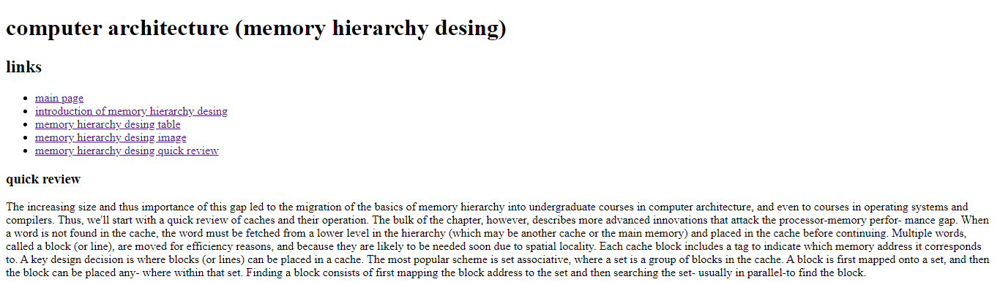 computer architecture (memory hierarchy desing)
links
main page
introduction of memory hierarchy desing
memory hierarchy desing table
memory hierarchy desing image
memory hierarchy desing quick review
quick review
The increasing size and thus importance of this gap led to the migration of the basics of memory hierarchy into undergraduate courses in computer architecture, and even to courses in operating systems and
compilers. Thus, we'll start with a quick review of caches and their operation. The bulk of the chapter, however, describes more advanced innovations that attack the processor-memory perfor- mance gap. When
a word is not found in the cache, the word must be fetched from a lower level in the hierarchy (which may be another cache or the main memory) and placed in the cache before continuing. Multiple words,
called a block (or line), are moved for efficiency reasons, and because they are likely to be needed soon due to spatial locality. Each cache block includes a tag to indicate which memory address it corresponds
to. A key design decision is where blocks (or lines) can be placed in a cache. The most popular scheme is set associative, where a set is a group of blocks in the cache. A block is first mapped onto a set, and then
the block can be placed any- where within that set. Finding a block consists of first mapping the block address to the set and then searching the set- usually in parallel-to find the block.